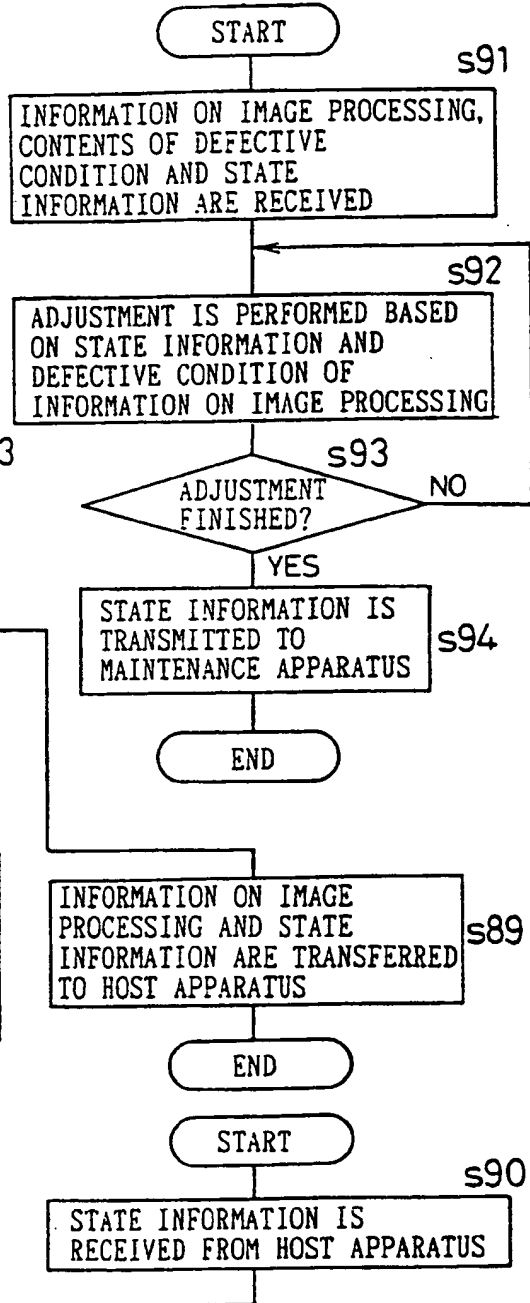 START
s91
INFORMATION ON IMAGE PROCESSING,
CONTENTS OF DEFECTIVE
CONDITION AND STATE
INFORMATION ARE RECEIVED
s92
ADJUSTMENT IS PERFORMED BASED
ON STATE INFORMATION AND
DEFECTIVE CONDITION OF
INFORMATION ON IMAGE PROCESSING
3
s93
ADJUSTMENT
FINISHED?
NO
YES
STATE INFORMATION IS
TRANSMITTED TO
MAINTENANCE APPARATUS
s94
END
INFORMATION ON IMAGE
PROCESSING AND STATE
INFORMATION ARE TRANSFERRED
TO HOST APPARATUS
s89
END
START
s90
STATE INFORMATION IS
RECEIVED FROM HOST APPARATUS